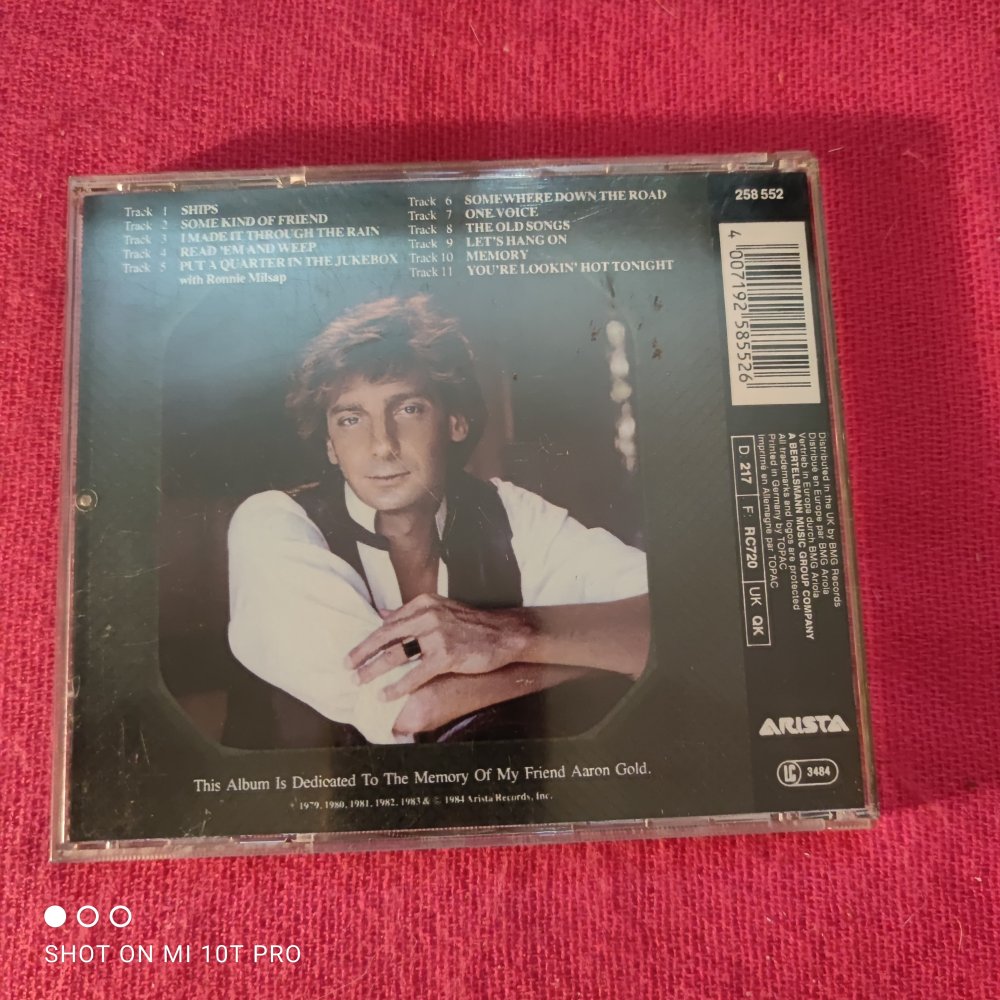 Track 1 SHIPS
Track 2 SOME KIND OF FRIEND
Track 3 I MADE IT THROUGH THE RAIN
Track 4 READ 'EM AND WEEP
Track 5 PUT A QUARTER IN THE JUKEBOX
with Ronnie Milsap
Track 6 SOMEWHERE DOWN THE ROAD
Track 7 ONE VOICE
Track 8 THE OLD SONGS
Track 9 LET'S HANG ON
Track 10 MEMORY
Track 11 YOU'RE LOOKIN' HOT TONIGHT
258 552
4 007192 585526
Distributed in the UK by BMG Records
Distribué en Europe par BMG Ariola
Vertrieb in Europa durch BMG Ariola
A BERTELSMANN MUSIC GROUP COMPANY
All trademarks and logos are protected
Printed in Germany by TOPAC
Imprimé en Allemagne par TOPAC
D 217 F: RC720 UK QK
ARISTA
LC 3484
This Album Is Dedicated To The Memory Of My Friend Aaron Gold.
1979, 1980, 1981, 1982, 1983 & © 1984 Arista Records, Inc.
SHOT ON MI 10T PRO